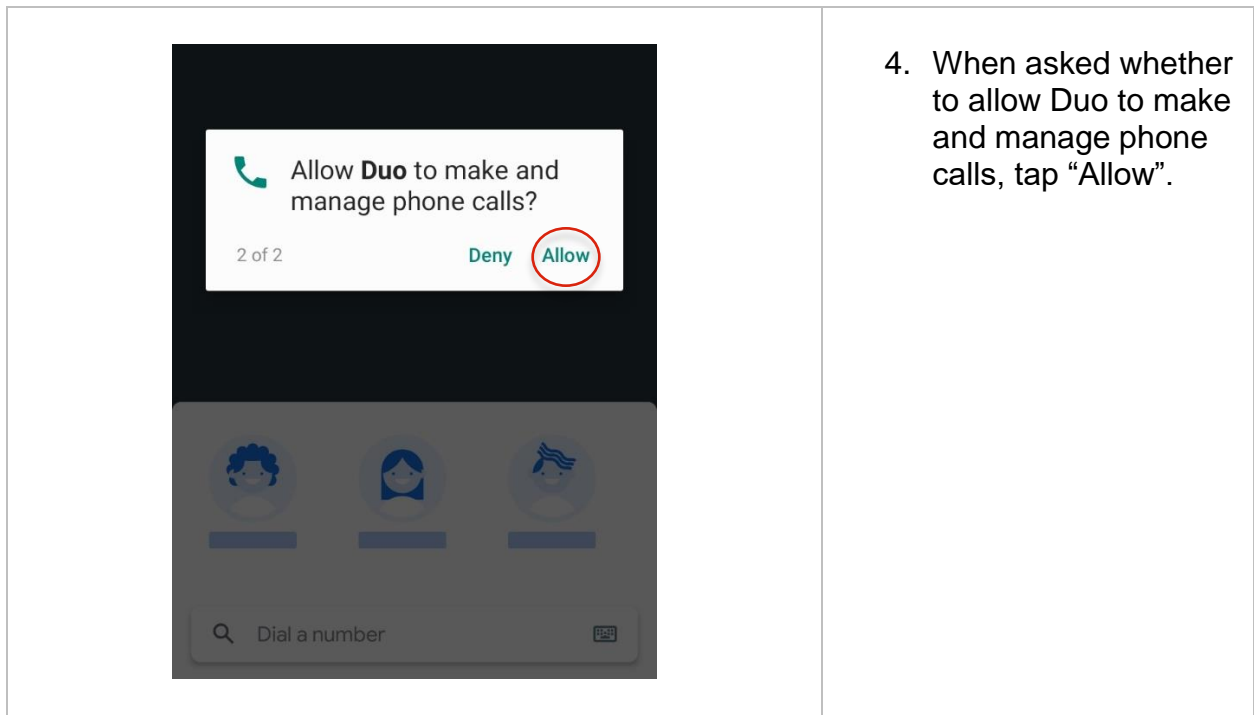 Allow Duo to make and
manage phone calls?
2 of 2
Deny Allow
Dial a number
4. When asked whether
to allow Duo to make
and manage phone
calls, tap “Allow”.